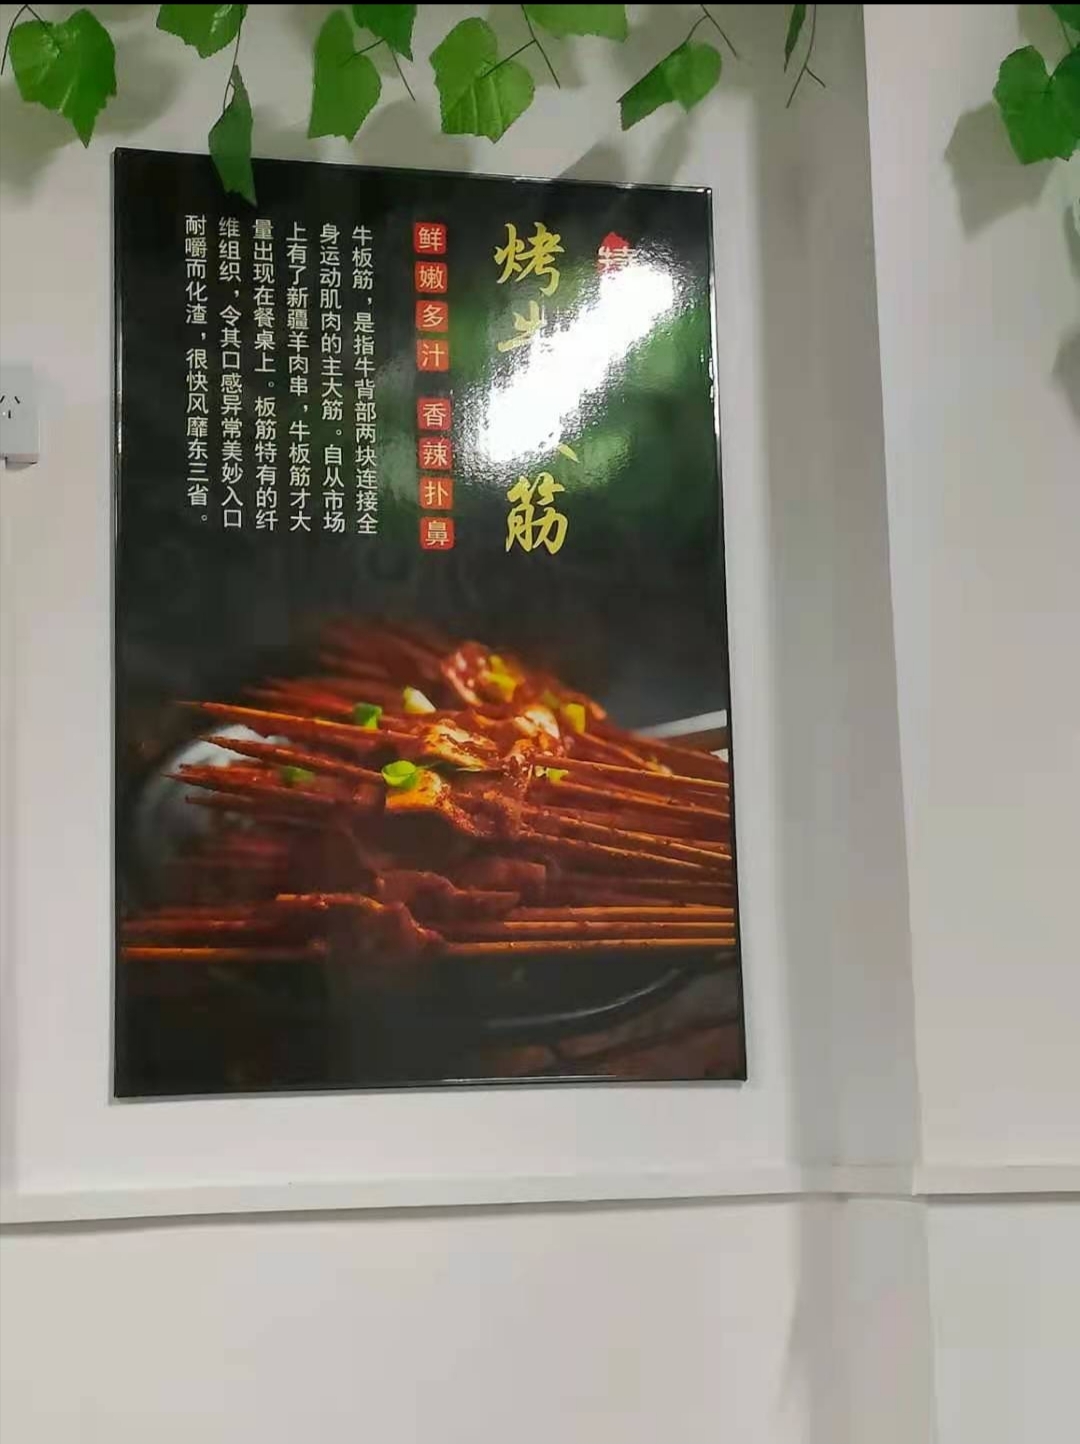 特
烤牛
筋
鲜嫩多汁 香辣扑鼻
牛板筋，是指牛背部两块连接全
身运动肌肉的主大筋。自从市场
上有了新疆羊肉串，牛板筋才大
量出现在餐桌上。板筋特有的纤
维组织，令其口感异常美妙入口
耐嚼而化渣，很快风靡东三省。